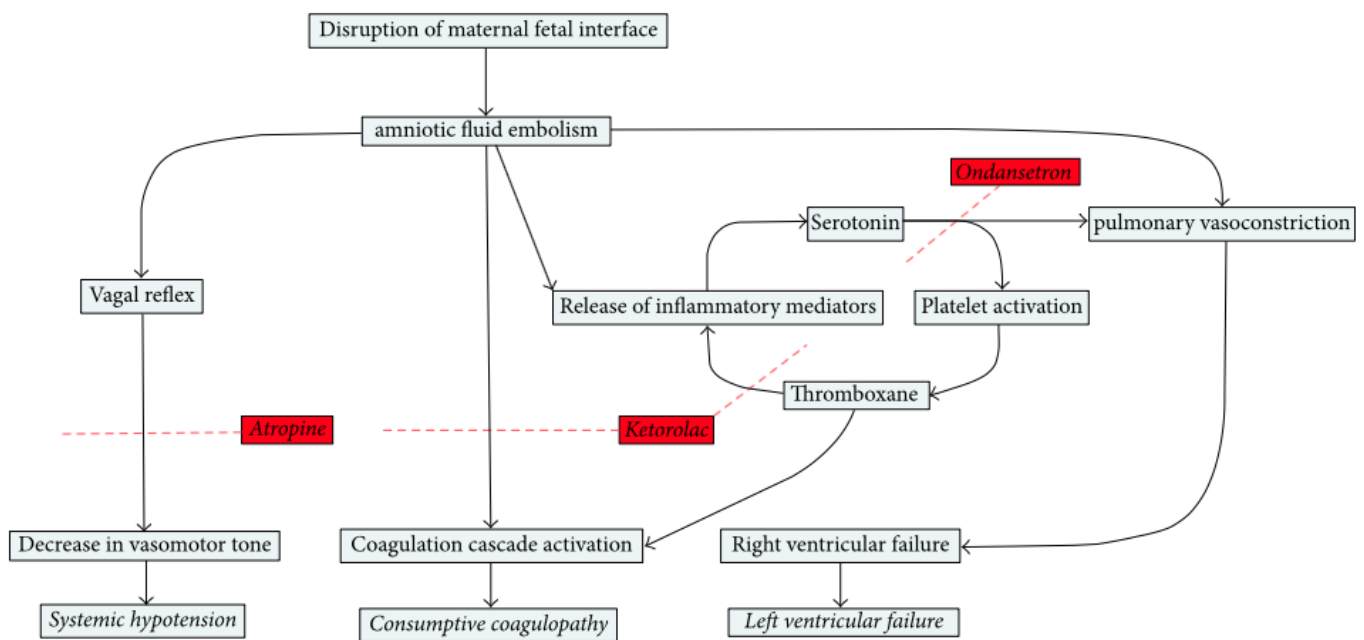 Disruption of maternal fetal interface
amniotic fluid embolism
Ondansetron
Serotonin
pulmonary vasoconstriction
Vagal reflex
Release of inflammatory mediators
Platelet activation
Thromboxane
Atropine
Ketorolac
Decrease in vasomotor tone
Coagulation cascade activation
Right ventricular failure
Systemic hypotension
Consumptive coagulopathy
Left ventricular failure